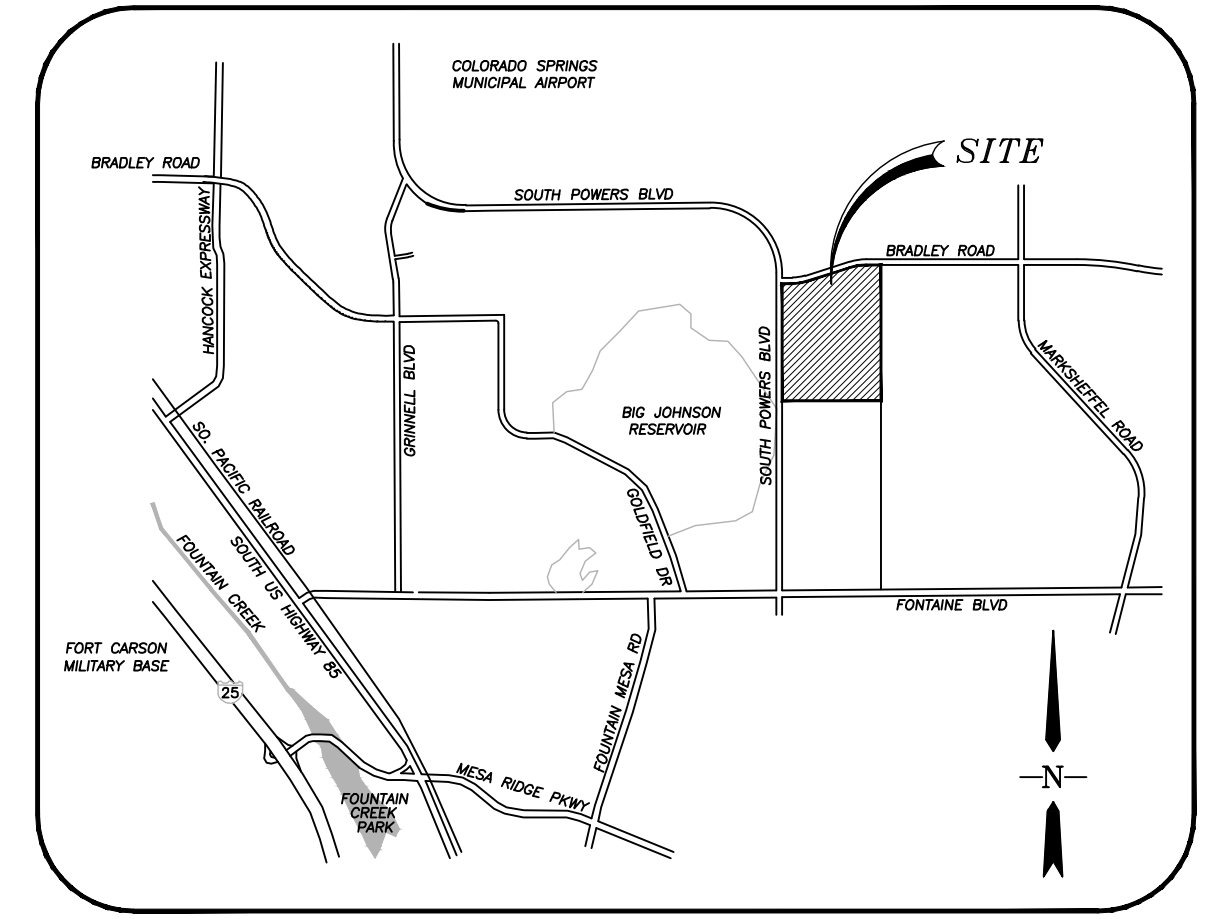 COLORADO SPRINGS
MUNICIPAL AIRPORT
SITE
BRADLEY ROAD
SOUTH POWERS BLVD
BRADLEY ROAD
HANCOCK EXPRESSWAY
GRINNELL BLVD
SOUTH POWERS BLVD
MARKSHEFFEL ROAD
BIG JOHNSON
RESERVOIR
SO. PACIFIC RAILROAD
GOLDFIELD DR
FOUNTAIN CREEK
SOUTH US HIGHWAY 85
FONTAINE BLVD
FORT CARSON
MILITARY BASE
25
FOUNTAIN MESA RD
MESA RIDGE PKWY
N
FOUNTAIN
CREEK
PARK